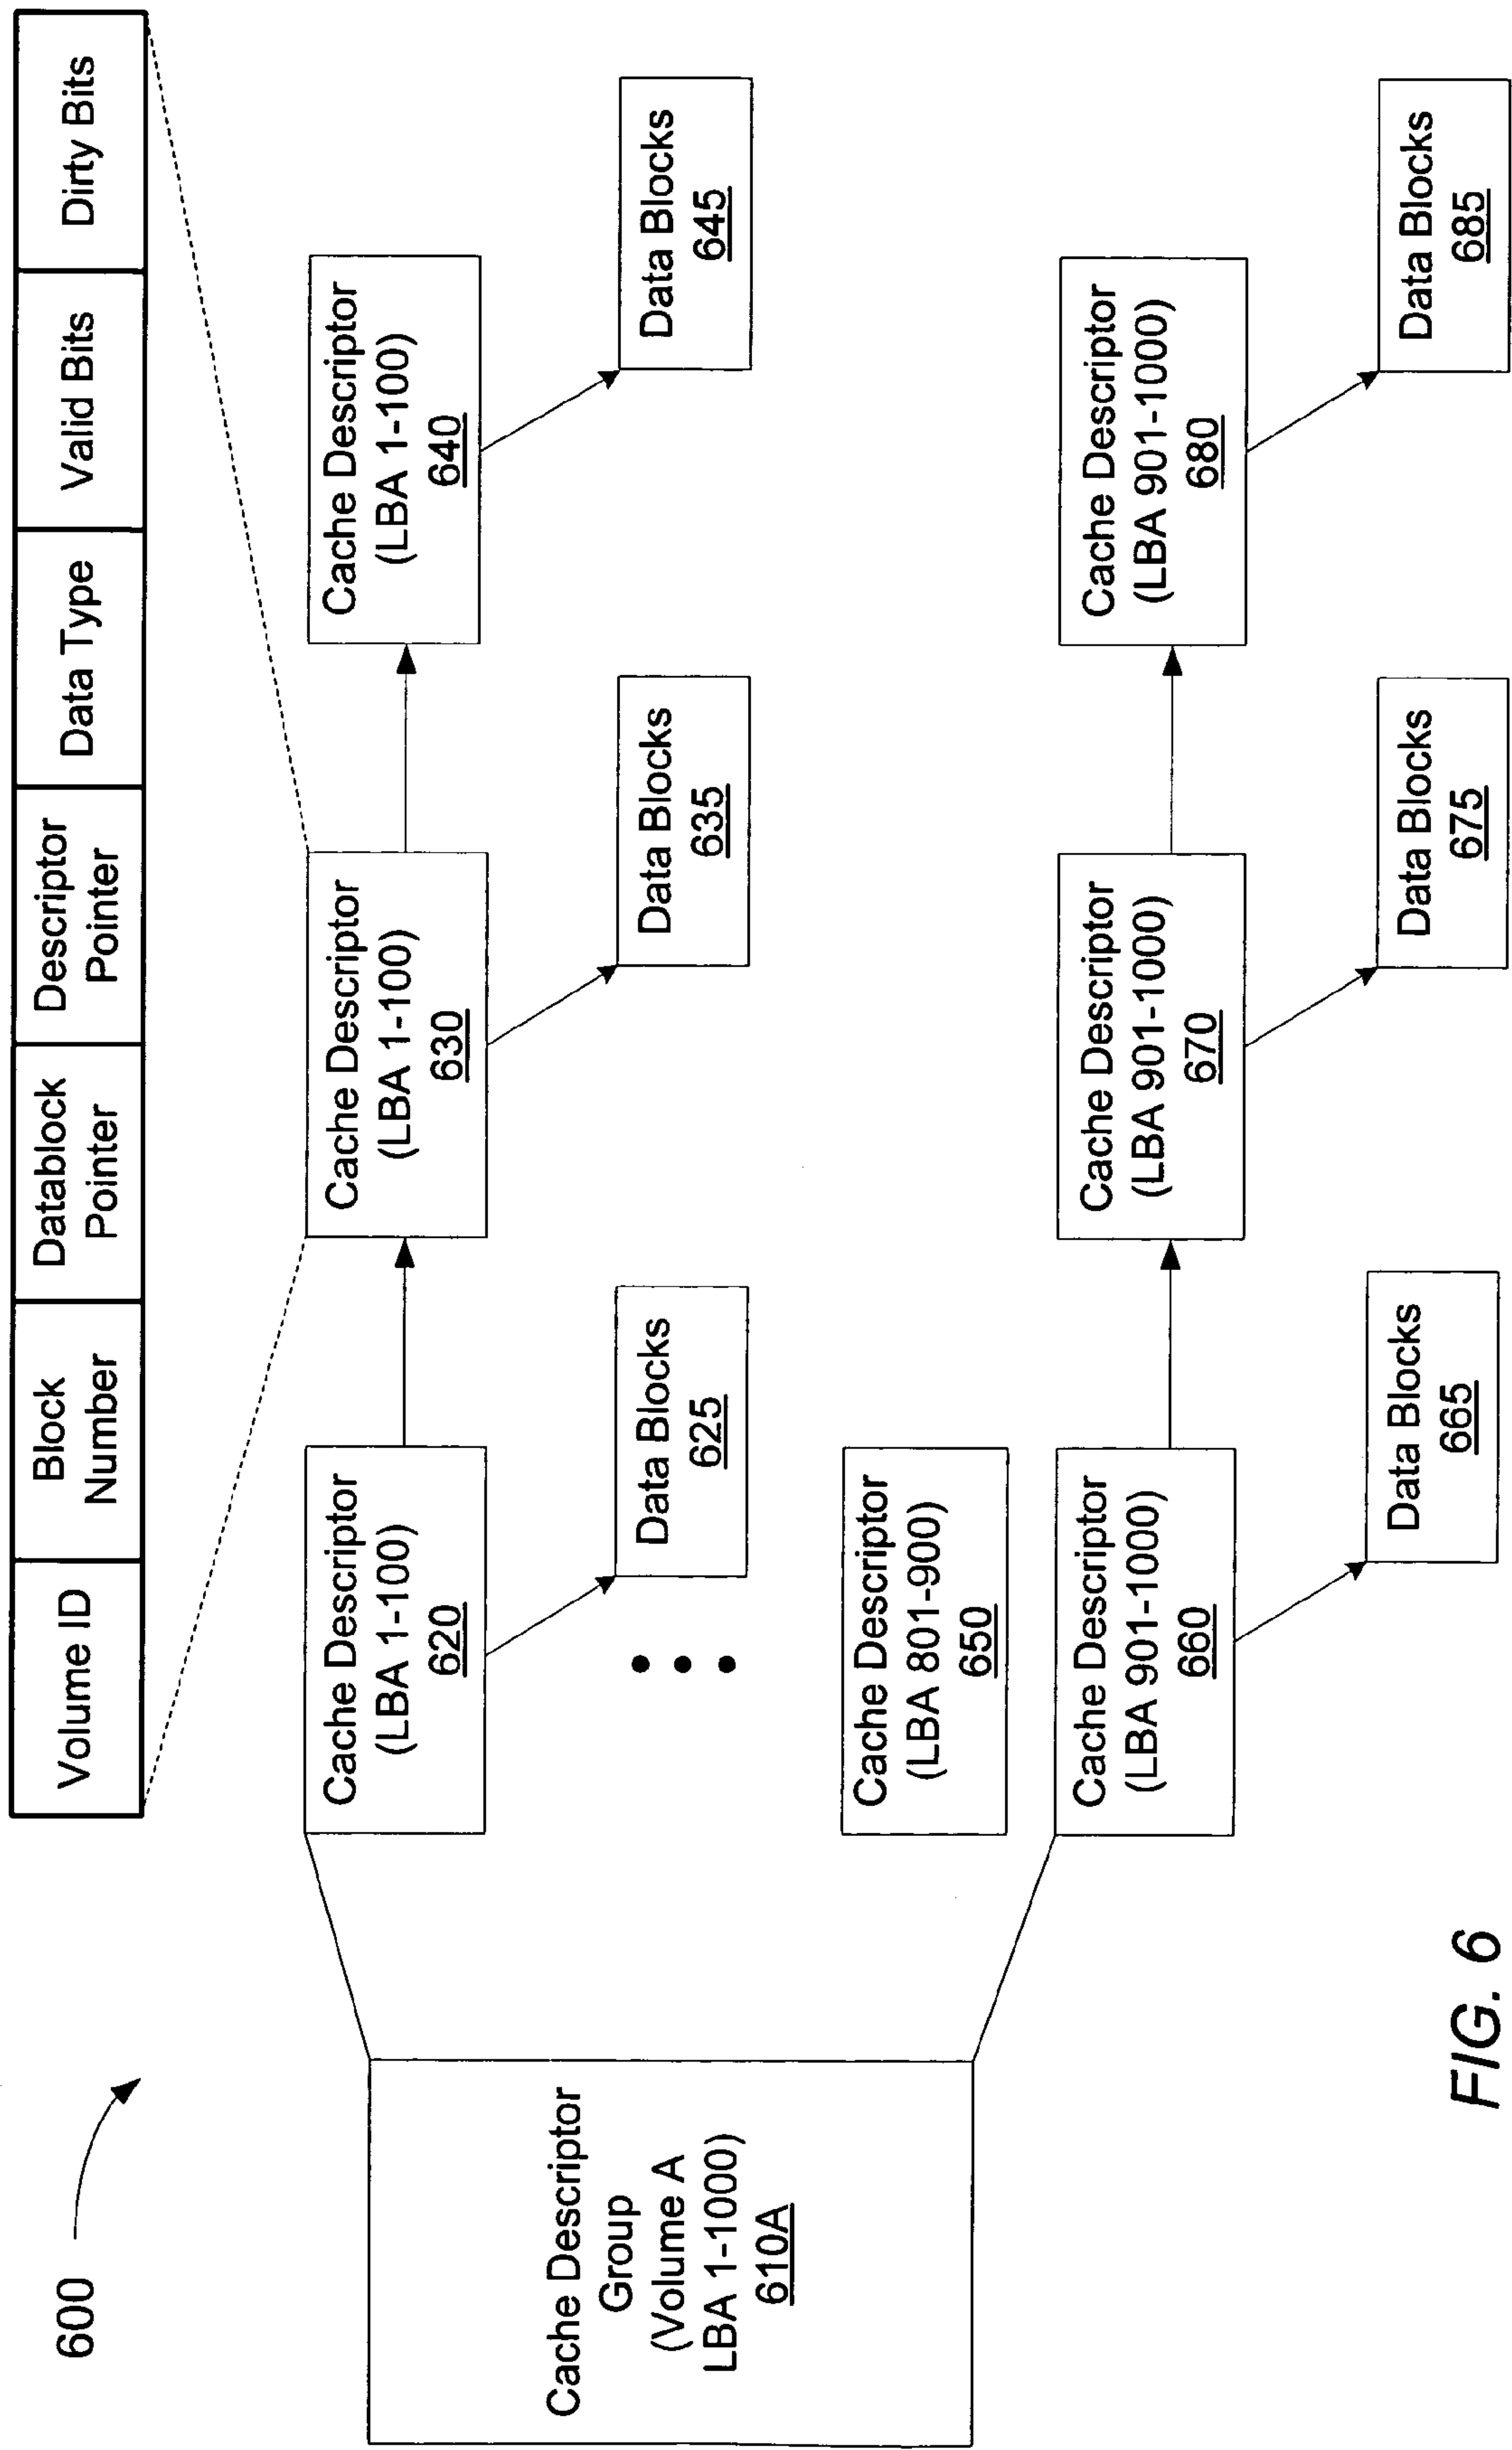 600
Volume ID
Block
Number
Datablock
Pointer
Descriptor
Pointer
Data Type
Valid Bits
Dirty Bits
Cache Descriptor
Group
(Volume A
LBA 1-1000)
610A
Cache Descriptor
(LBA 1-100)
620
Cache Descriptor
(LBA 1-100)
630
Cache Descriptor
(LBA 1-100)
640
Data Blocks
625
Data Blocks
635
Data Blocks
645
Cache Descriptor
(LBA 801-900)
650
Cache Descriptor
(LBA 901-1000)
660
Cache Descriptor
(LBA 901-1000)
670
Cache Descriptor
(LBA 901-1000)
680
Data Blocks
665
Data Blocks
675
Data Blocks
685
FIG. 6